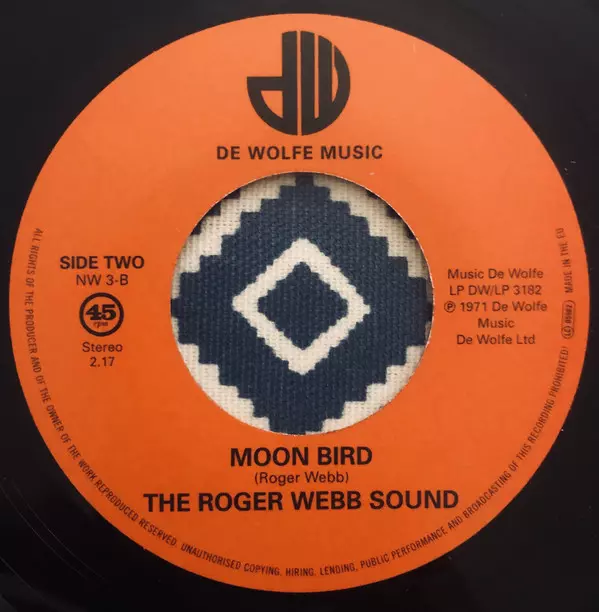 dW
DE WOLFE MUSIC
SIDE TWO
NW 3-B
45
rpm
Stereo
2.17
Music De Wolfe
LP DW/LP 3182
℗ 1971 De Wolfe
Music
De Wolfe Ltd
MOON BIRD
(Roger Webb)
THE ROGER WEBB SOUND
ALL RIGHTS OF THE PRODUCER AND OF THE OWNER OF THE WORK REPRODUCED RESERVED. UNAUTHORISED COPYING, HIRING, LENDING, PUBLIC PERFORMANCE AND BROADCASTING OF THIS RECORDING PROHIBITED!
MADE IN THE EU